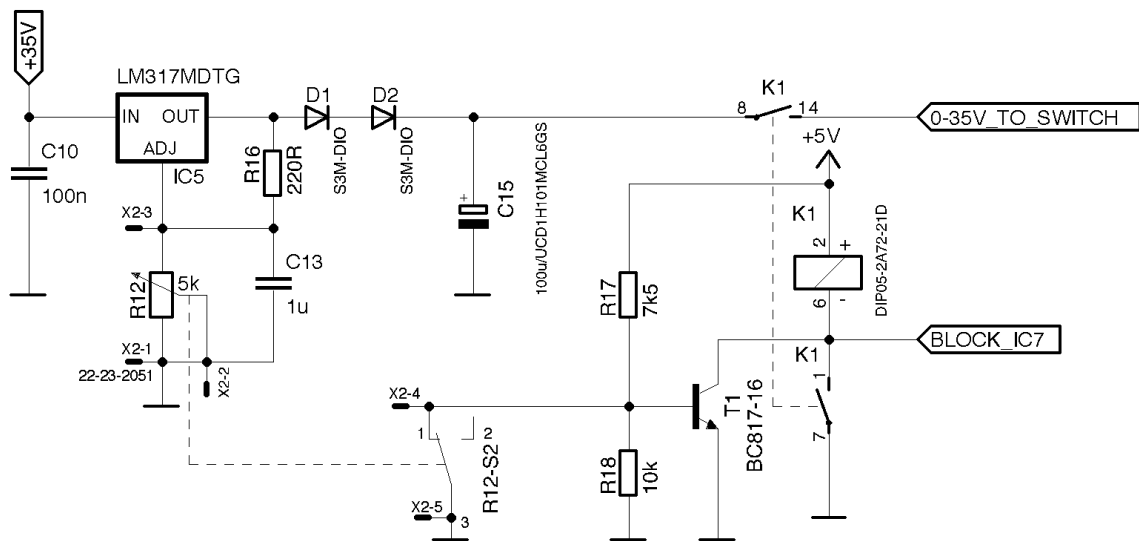 +35V
LM317MDTG
IN OUT
ADJ
IC5
C10
100n
D1
S3M-DIO
D2
S3M-DIO
R16
220R
K1
8
14
0-35V_TO_SWITCH
+5V
+
C15
100u/UCD1H101MCL6GS
X2-3
R12
5k
C13
1u
K1
2
+
6
-
DIP05-2A72-21D
R17
7k5
X2-1
22-23-2051
X2-2
BLOCK_IC7
K1
1
7
X2-4
1
2
R12-S2
T1
BC817-16
R18
10k
X2-5
3